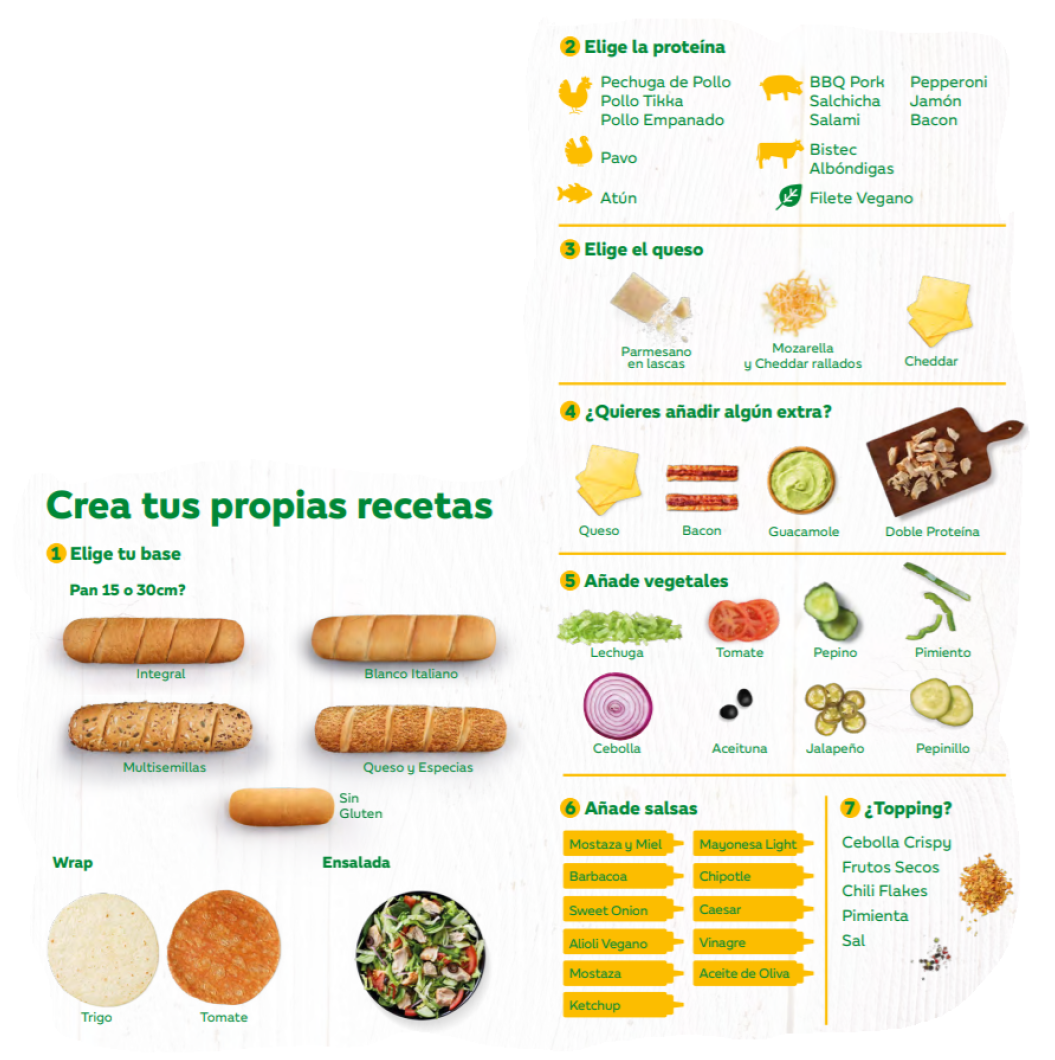 Crea tus propias recetas
1 Elige tu base
Pan 15 o 30cm?
Integral
Blanco Italiano
Multisemillas
Queso y Especias
Sin
Gluten
Wrap
Ensalada
Trigo
Tomate
2 Elige la proteína
Pechuga de Pollo
Pollo Tikka
Pollo Empanado
Pavo
Atún
BBQ Pork
Salchicha
Salami
Pepperoni
Jamón
Bacon
Bistec
Albóndigas
Filete Vegano
3 Elige el queso
Parmesano
en lascas
Mozarella
y Cheddar rallados
Cheddar
4 ¿Quieres añadir algún extra?
Queso
Bacon
Guacamole
Doble Proteína
5 Añade vegetales
Lechuga
Tomate
Pepino
Pimiento
Cebolla
Aceituna
Jalapeño
Pepinillo
6 Añade salsas
Mostaza y Miel
Mayonesa Light
Barbacoa
Chipotle
Sweet Onion
Caesar
Alioli Vegano
Vinagre
Mostaza
Aceite de Oliva
Ketchup
7 ¿Topping?
Cebolla Crispy
Frutos Secos
Chili Flakes
Pimienta
Sal